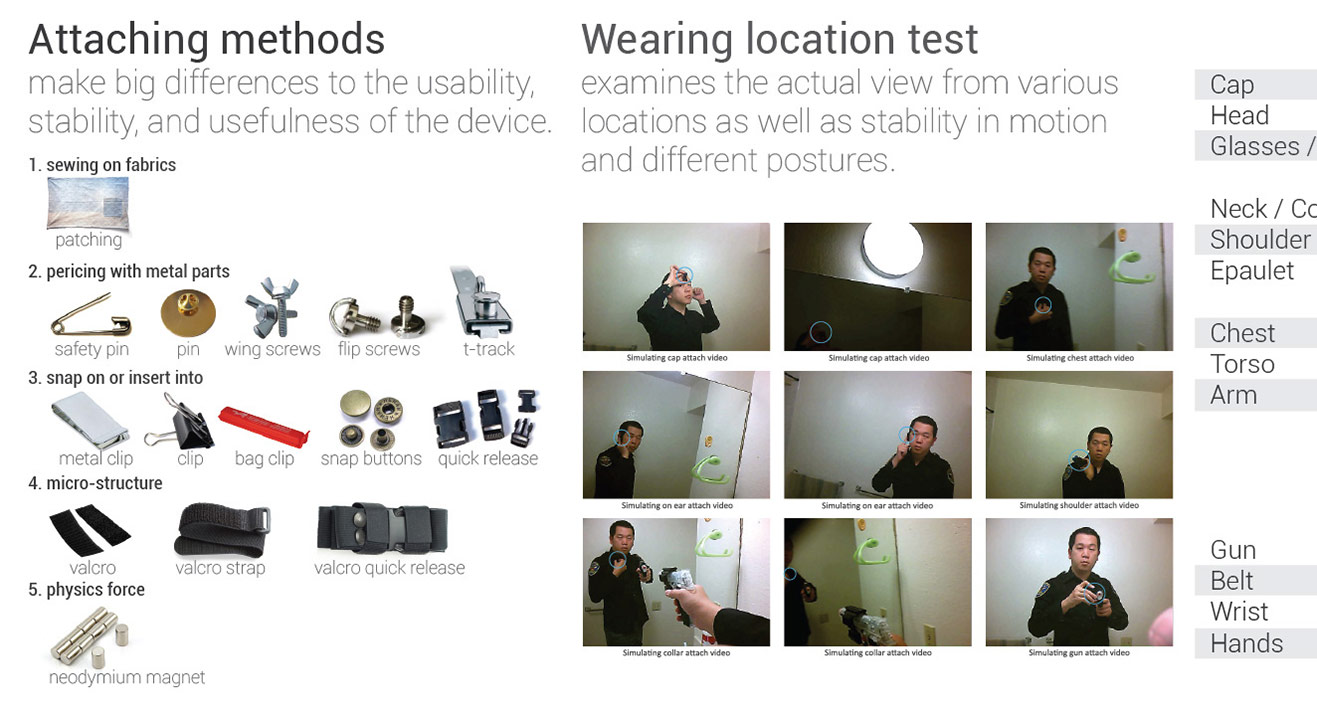 Attaching methods
make big differences to the usability,
stability, and usefulness of the device.
1. sewing on fabrics
patching
2. pericing with metal parts
safety pin
pin
wing screws
flip screws
t-track
3. snap on or insert into
metal clip
clip
bag clip
snap buttons
quick release
4. micro-structure
valcro
valcro strap
valcro quick release
5. physics force
neodymium magnet
Wearing location test
examines the actual view from various
locations as well as stability in motion
and different postures.
Simulating cap attach video
Simulating cap attach video
Simulating chest attach video
Simulating on ear attach video
Simulating on ear attach video
Simulating shoulder attach video
Simulating collar attach video
Simulating collar attach video
Simulating gun attach video
Cap
Head
Glasses /
Neck / Co
Shoulder
Epaulet
Chest
Torso
Arm
Gun
Belt
Wrist
Hands